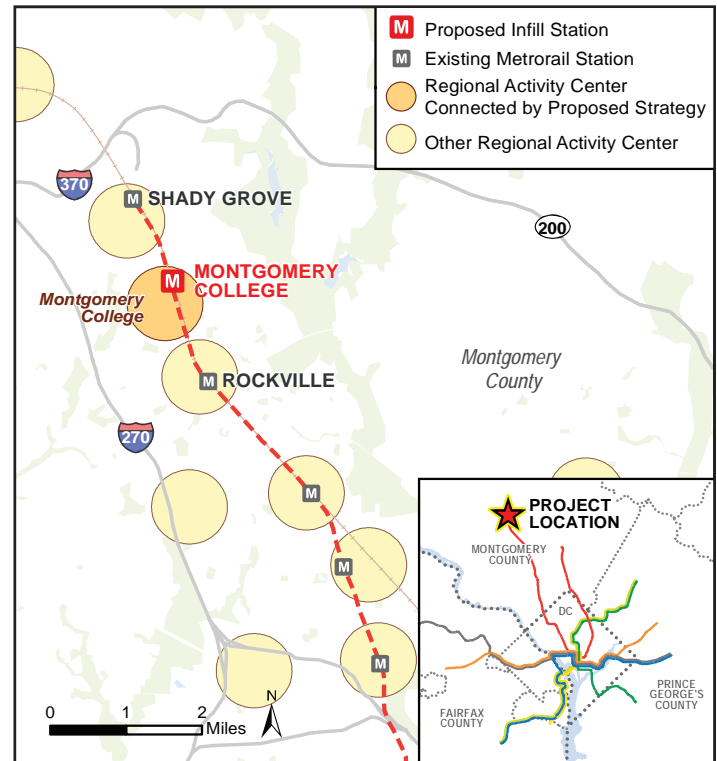 M Proposed Infill Station
M Existing Metrorail Station
Regional Activity Center
Connected by Proposed Strategy
Other Regional Activity Center
370
M SHADY GROVE
200
M MONTGOMERY
COLLEGE
Montgomery
College
M ROCKVILLE
Montgomery
County
270
M
M
M
N
0 1 2
Miles
PROJECT
LOCATION
MONTGOMERY
COUNTY
DC
PRINCE
GEORGE'S
COUNTY
FAIRFAX
COUNTY